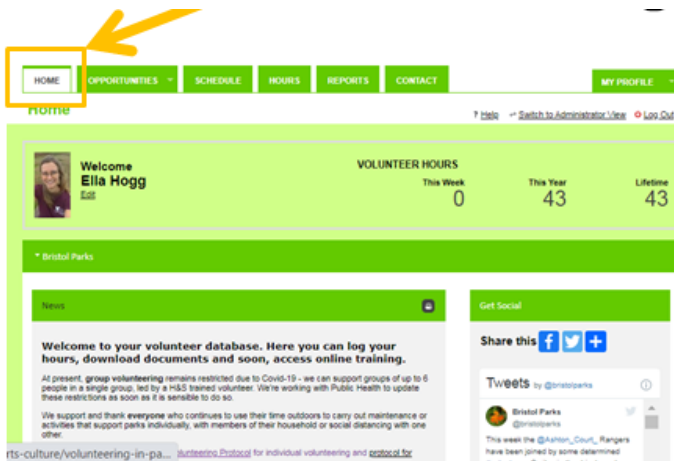 HOME OPPORTUNITIES SCHEDULE HOURS REPORTS CONTACT MY PROFILE
Home
? Help Switch to Administrator View Log Out
Welcome
Ella Hogg
Edit
VOLUNTEER HOURS
This Week This Year Lifetime
0 43 43
Bristol Parks
News
Welcome to your volunteer database. Here you can log your
hours, download documents and soon, access online training.
At present, group volunteering remains restricted due to Covid-19 - we can support groups of up to 6
people in a single group, led by a H&S trained volunteer. We're working with Public Health to update
these restrictions as soon as it is sensible to do so.
We support and thank everyone who continues to use their time outdoors to carry out maintenance or
activities that support parks individually, with members of their household or social distancing with one
other.
rts-culture/volunteering-in-pa... olunteering Protocol for individual volunteering and protocol for
Get Social
Share this
Tweets by @bristolparks
Bristol Parks
@bristolparks
This week the @Ashton_Court_ Rangers
have been joined by some determined